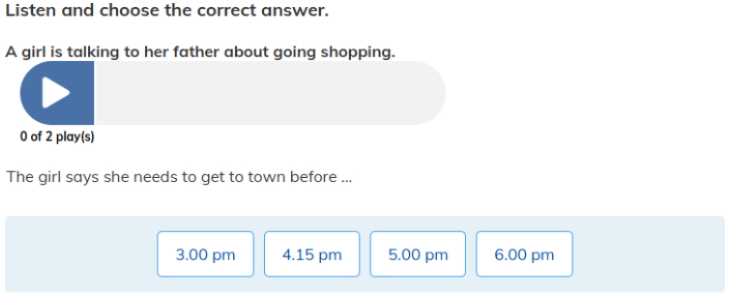 Listen and choose the correct answer.
A girl is talking to her father about going shopping.
0 of 2 play(s)
The girl says she needs to get to town before ...
3.00 pm
4.15 pm
5.00 pm
6.00 pm